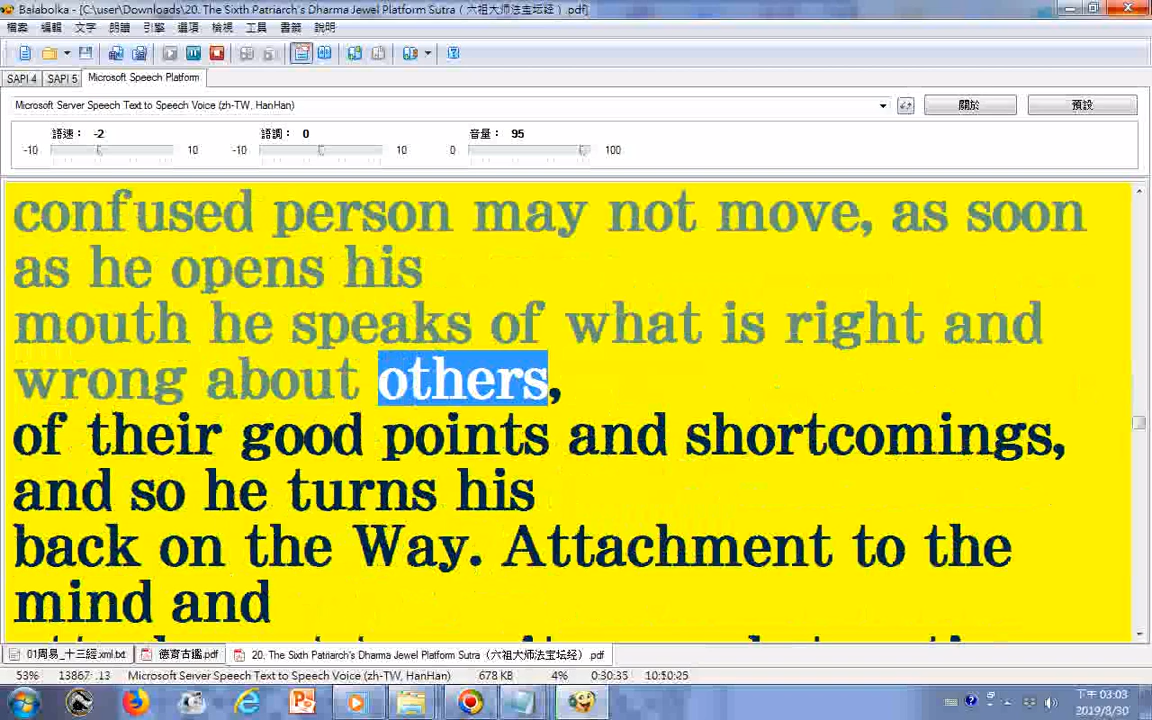 Balabolka - [C:\user\Downloads\20. The Sixth Patriarch's Dharma Jewel Platform Sutra（六祖大师法宝坛经）pdf]
檔案 編輯 文字 朗讀 引擎 選項 檢視 工具 書籤 說明
SAPI 4 SAPI 5 Microsoft Speech Platform
Microsoft Server Speech Text to Speech Voice (zh-TW, HanHan) 關於 預設
語速： -2 語調： 0 音量： 95
-10 10 -10 10 0 100
confused person may not move, as soon
as he opens his
mouth he speaks of what is right and
wrong about others,
of their good points and shortcomings,
and so he turns his
back on the Way. Attachment to the
mind and
01周易_十三經.xml.txt 德育古鑑.pdf 20. The Sixth Patriarch's Dharma Jewel Platform Sutra（六祖大师法宝坛经）pdf
53% 13867: 13 Microsoft Server Speech Text to Speech Voice (zh-TW, HanHan) 678 KB 4% 0:30:35 10:50:25
下午 03:03
2019/8/30